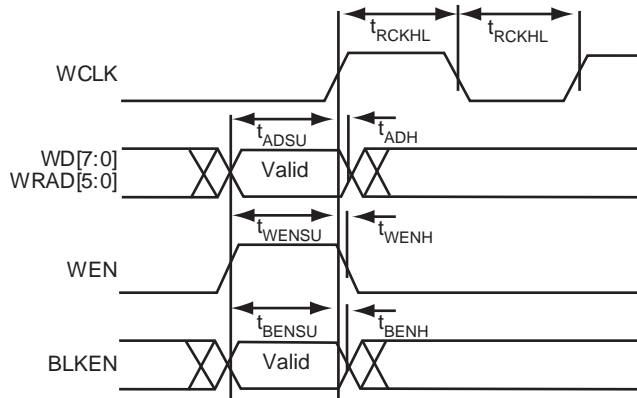 tRCKHL tRCKHL
WCLK
tADSU tADH
WD[7:0]
WRAD[5:0]
Valid
tWENSU tWENH
WEN
tBENSU tBENH
BLKEN
Valid